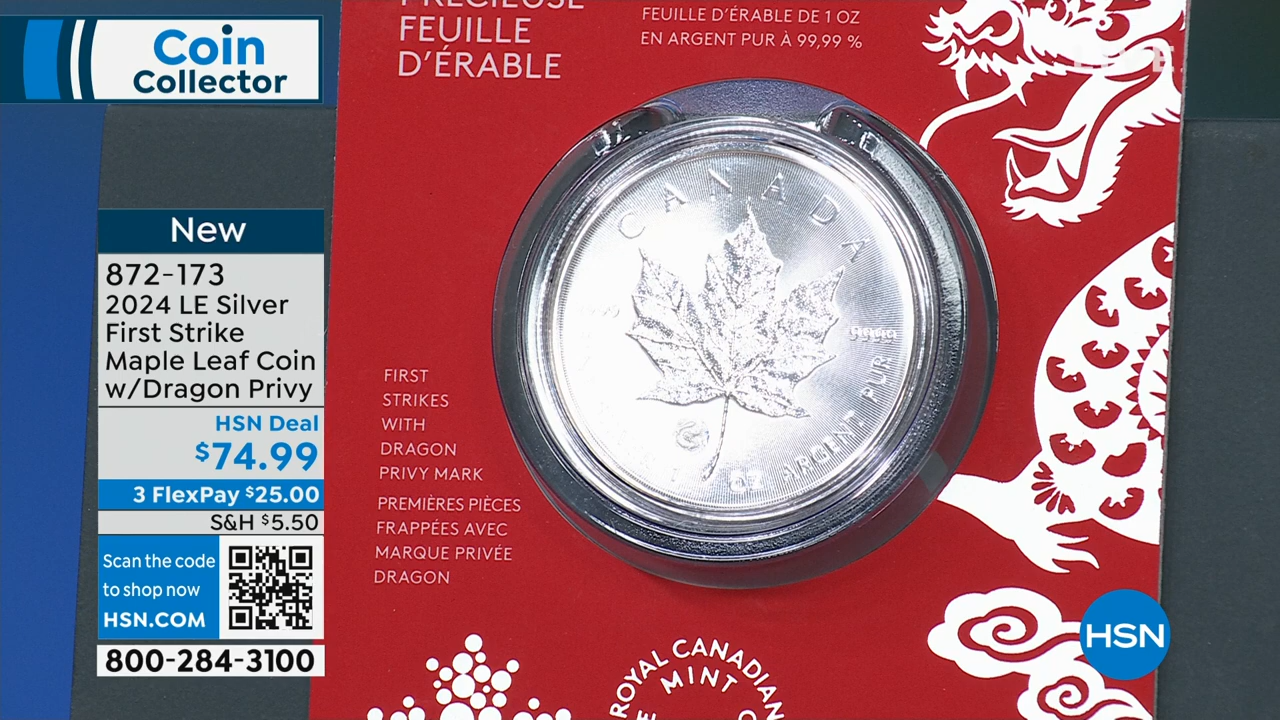 Coin
Collector
New
872-173
2024 LE Silver
First Strike
Maple Leaf Coin
w/Dragon Privy
HSN Deal
$74.99
3 FlexPay $25.00
S&H $5.50
Scan the code
to shop now
HSN.COM
800-284-3100
PRÉCIEUSE
FEUILLE
D'ÉRABLE
FEUILLE D'ÉRABLE DE 1 OZ
EN ARGENT PUR À 99,99 %
LIVE
CANADA
9999
ARGENT PUR
1 oz
FIRST
STRIKES
WITH
DRAGON
PRIVY MARK
PREMIÈRES PIÈCES
FRAPPÉES AVEC
MARQUE PRIVÉE
DRAGON
ROYAL CANADIAN
MINT
HSN